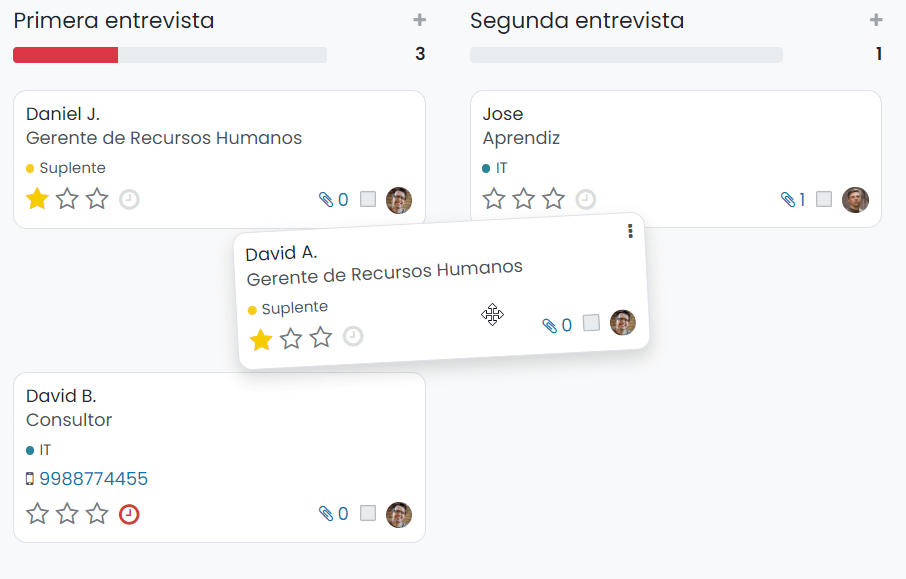 Primera entrevista
3
Daniel J.
Gerente de Recursos Humanos
Suplente
0
David A.
Gerente de Recursos Humanos
Suplente
0
David B.
Consultor
IT
9988774455
0
Segunda entrevista
1
Jose
Aprendiz
IT
1